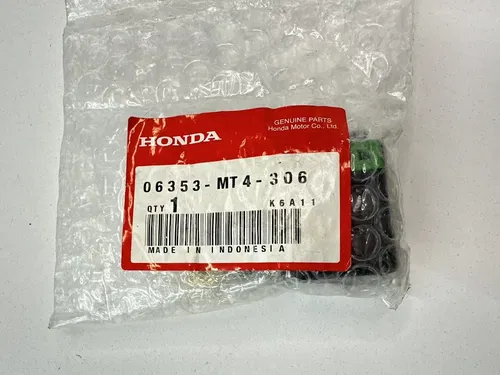 GENUINE PARTS
Honda Motor Co., Ltd.
HONDA
06353-MT4-306
QTY 1 K6A11
MADE IN INDONESIA